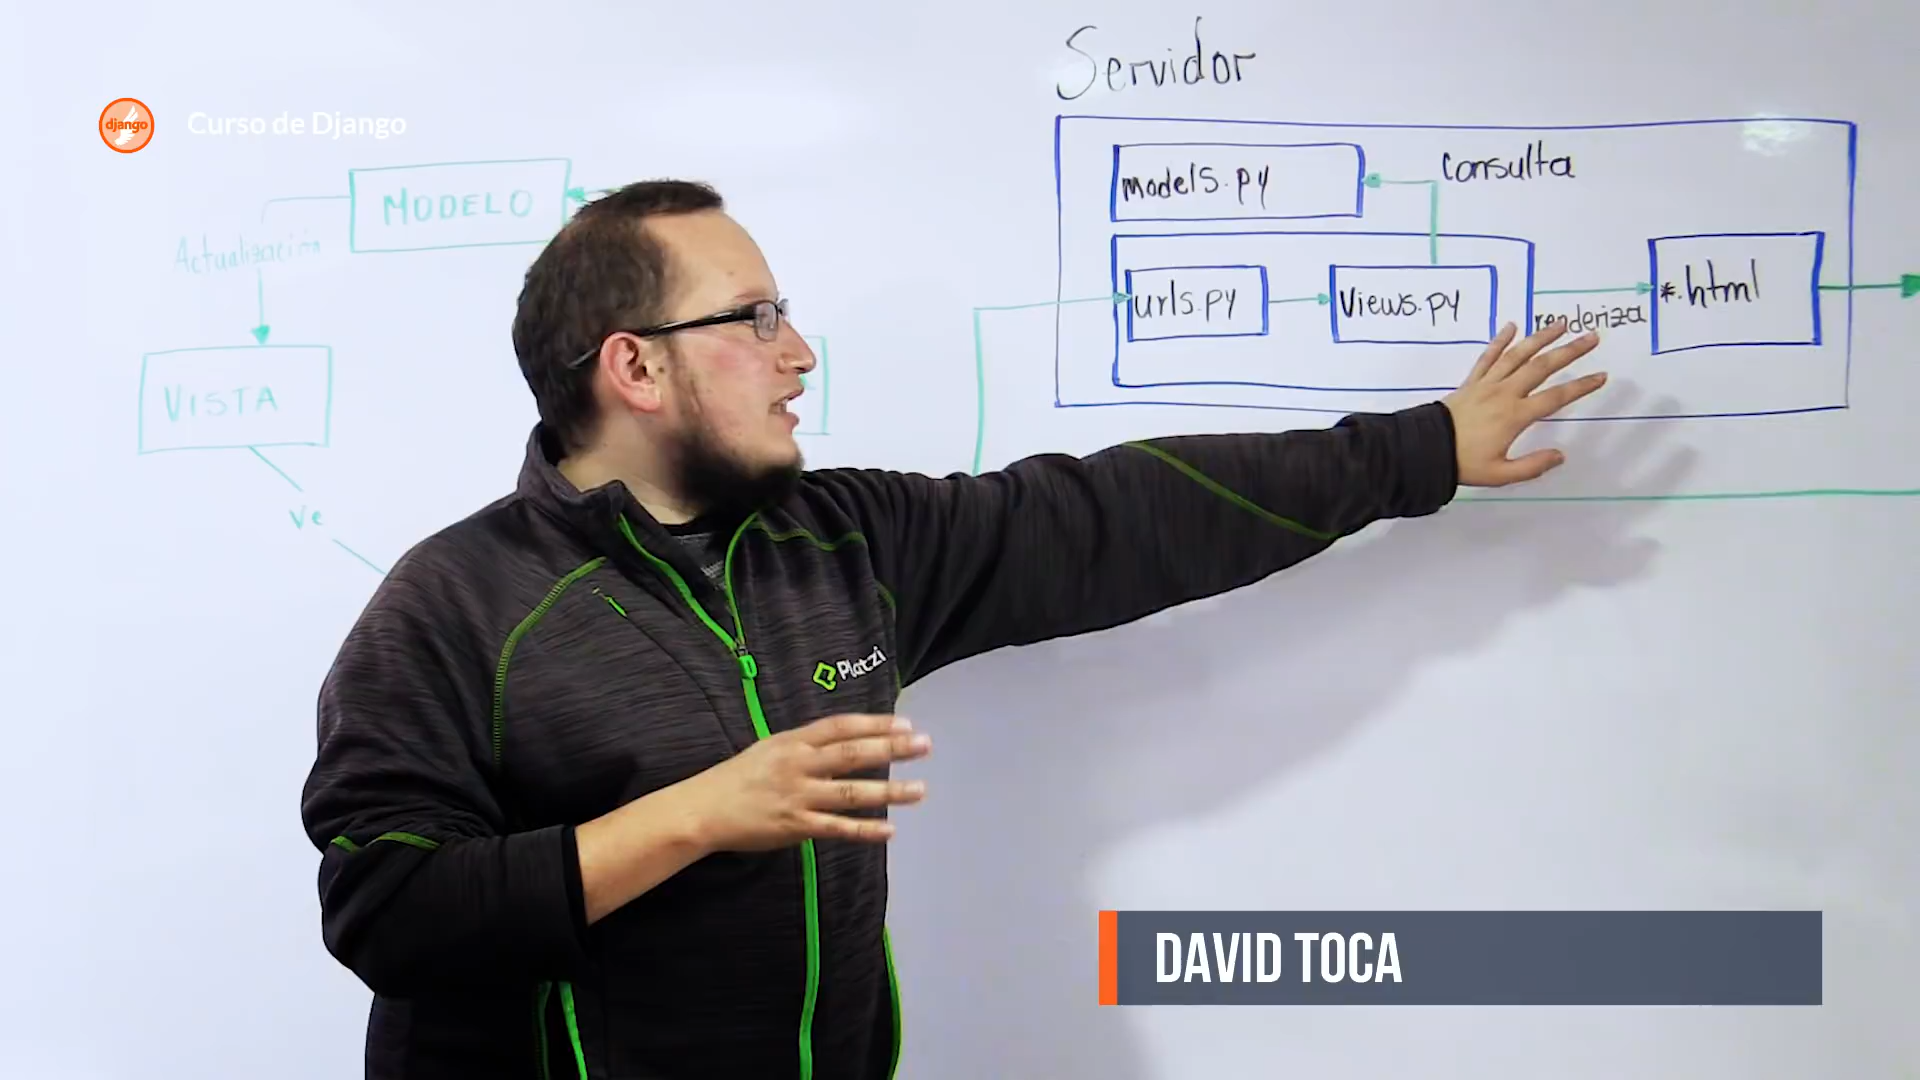 Servidor
django
Curso de Django
models.py
consulta
MODELO
Actualización
urls.py
views.py
renderiza
*.html
VISTA
Ve
Platzi
DAVID TOCA